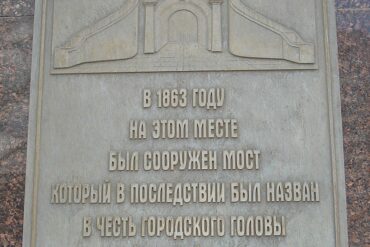 В 1863 ГОДУ
НА ЭТОМ МЕСТЕ
БЫЛ СООРУЖЕН МОСТ
КОТОРЫЙ В ПОСЛЕДСТВИИ БЫЛ НАЗВАН
В ЧЕСТЬ ГОРОДСКОГО ГОЛОВЫ